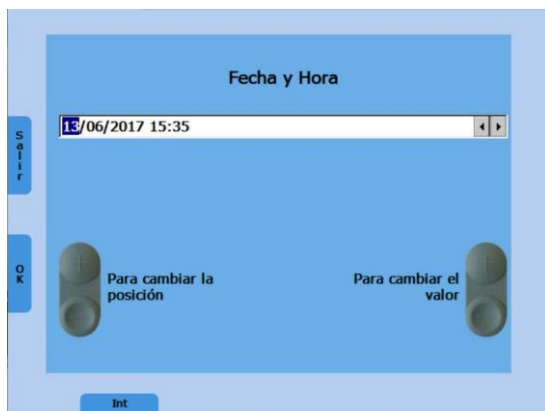 Fecha y Hora
13/06/2017 15:35
Salir
OK
Para cambiar la
posición
Para cambiar el
valor
Int